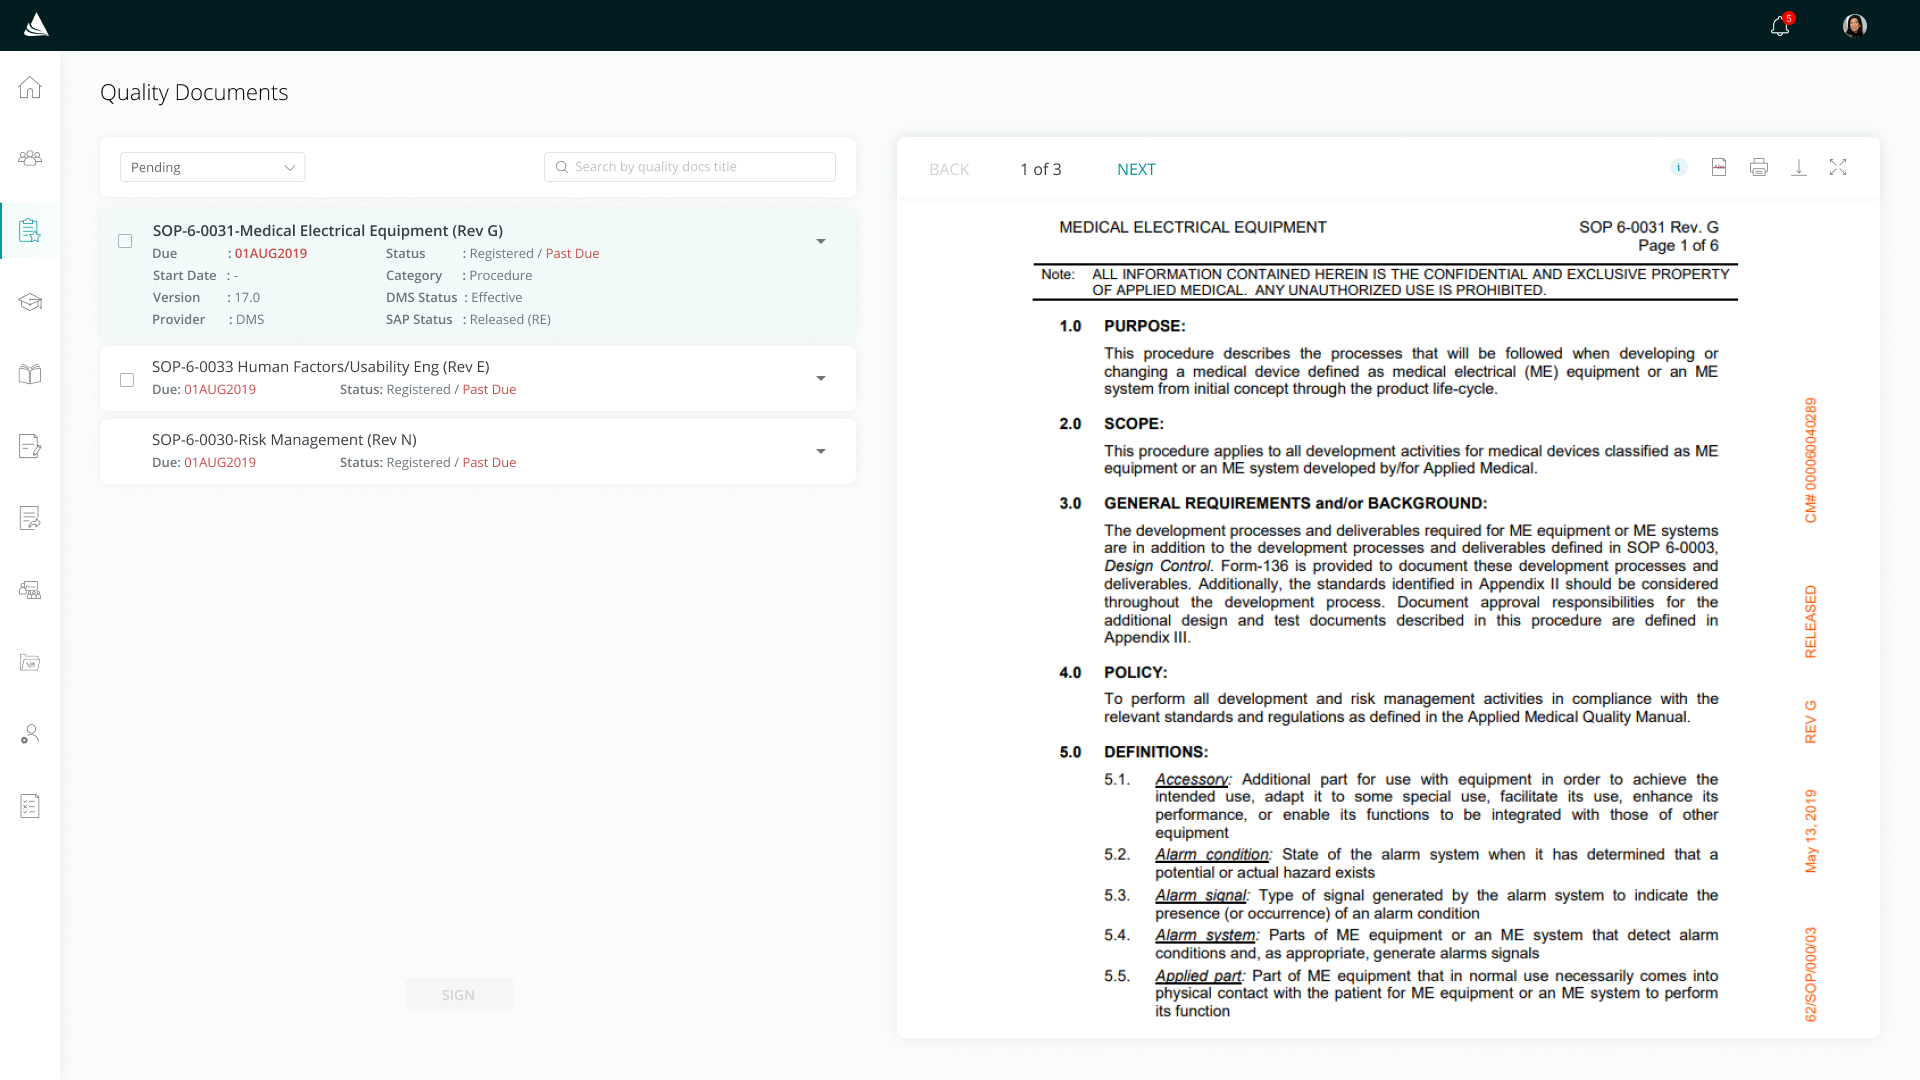 5
Quality Documents
Pending
Search by quality docs title
SOP-6-0031-Medical Electrical Equipment (Rev G)
Due : 01AUG2019 Status : Registered / Past Due
Start Date : - Category : Procedure
Version : 17.0 DMS Status : Effective
Provider : DMS SAP Status : Released (RE)
SOP-6-0033 Human Factors/Usability Eng (Rev E)
Due: 01AUG2019 Status: Registered / Past Due
SOP-6-0030-Risk Management (Rev N)
Due: 01AUG2019 Status: Registered / Past Due
SIGN
BACK 1 of 3 NEXT
MEDICAL ELECTRICAL EQUIPMENT SOP 6-0031 Rev. G
Page 1 of 6
Note: ALL INFORMATION CONTAINED HEREIN IS THE CONFIDENTIAL AND EXCLUSIVE PROPERTY
OF APPLIED MEDICAL. ANY UNAUTHORIZED USE IS PROHIBITED.
1.0 PURPOSE:
This procedure describes the processes that will be followed when developing or
changing a medical device defined as medical electrical (ME) equipment or an ME
system from initial concept through the product life-cycle.
2.0 SCOPE:
This procedure applies to all development activities for medical devices classified as ME
equipment or an ME system developed by/for Applied Medical.
3.0 GENERAL REQUIREMENTS and/or BACKGROUND:
The development processes and deliverables required for ME equipment or ME systems
are in addition to the development processes and deliverables defined in SOP 6-0003,
Design Control. Form-136 is provided to document these development processes and
deliverables. Additionally, the standards identified in Appendix II should be considered
throughout the development process. Document approval responsibilities for the
additional design and test documents described in this procedure are defined in
Appendix III.
4.0 POLICY:
To perform all development and risk management activities in compliance with the
relevant standards and regulations as defined in the Applied Medical Quality Manual.
5.0 DEFINITIONS:
5.1. Accessory: Additional part for use with equipment in order to achieve the
intended use, adapt it to some special use, facilitate its use, enhance its
performance, or enable its functions to be integrated with those of other
equipment
5.2. Alarm condition: State of the alarm system when it has determined that a
potential or actual hazard exists
5.3. Alarm signal: Type of signal generated by the alarm system to indicate the
presence (or occurrence) of an alarm condition
5.4. Alarm system: Parts of ME equipment or an ME system that detect alarm
conditions and, as appropriate, generate alarms signals
5.5. Applied part: Part of ME equipment that in normal use necessarily comes into
physical contact with the patient for ME equipment or an ME system to perform
its function
62/SOP/000/03 May 13, 2019 REV G RELEASED CM# 000060040289